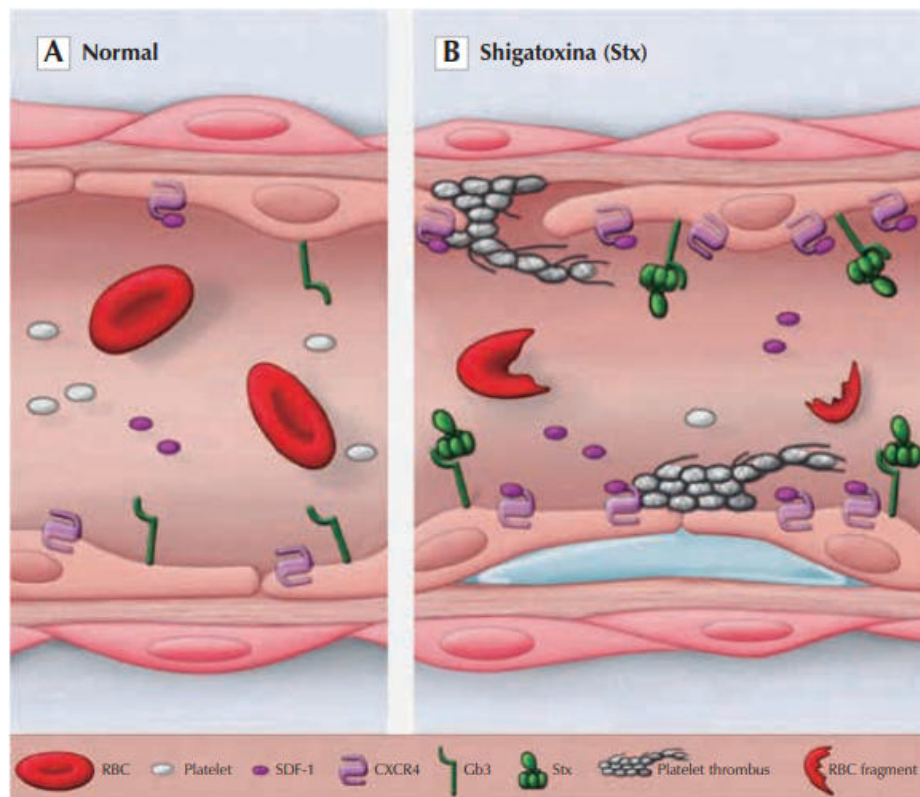 A Normal
B Shigatoxina (Stx)
RBC Platelet SDF-1 CXCR4 Gb3 Stx Platelet thrombus RBC fragment